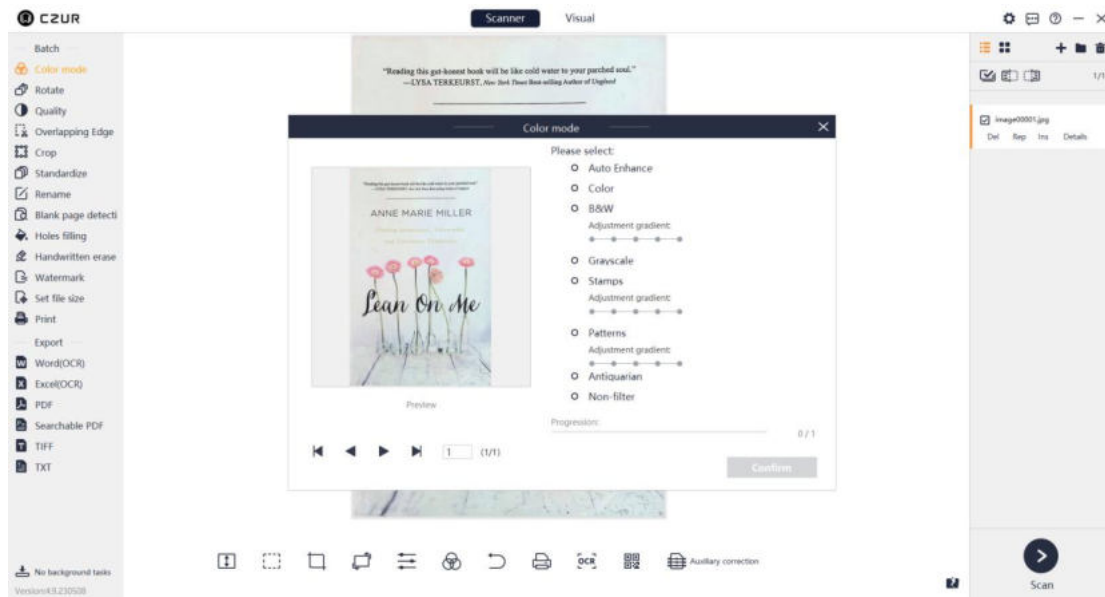 CZUR
Scanner
Visual
Batch
Color mode
Rotate
Quality
Overlapping Edge
Crop
Standardize
Rename
Blank page detecti
Holes filling
Handwritten erase
Watermark
Set file size
Print
Export
Word(OCR)
Excel(OCR)
PDF
Searchable PDF
TIFF
TXT
No background tasks
Version:4.9.230508
"Reading this gut-honest book will be like cold water to your parched soul."
—LYSA TERKEURST, New York Times Best-selling Author of Unglued
Color mode
ANNE MARIE MILLER
Lean On Me
Preview
1 (1/1)
Please select:
Auto Enhance
Color
B&W
Adjustment gradient:
Grayscale
Stamps
Adjustment gradient:
Patterns
Adjustment gradient:
Antiquarian
Non-filter
Progression:
0 / 1
Confirm
OCR
Auxiliary correction
1/1
image00001.jpg
Del Rep Ins Details
Scan